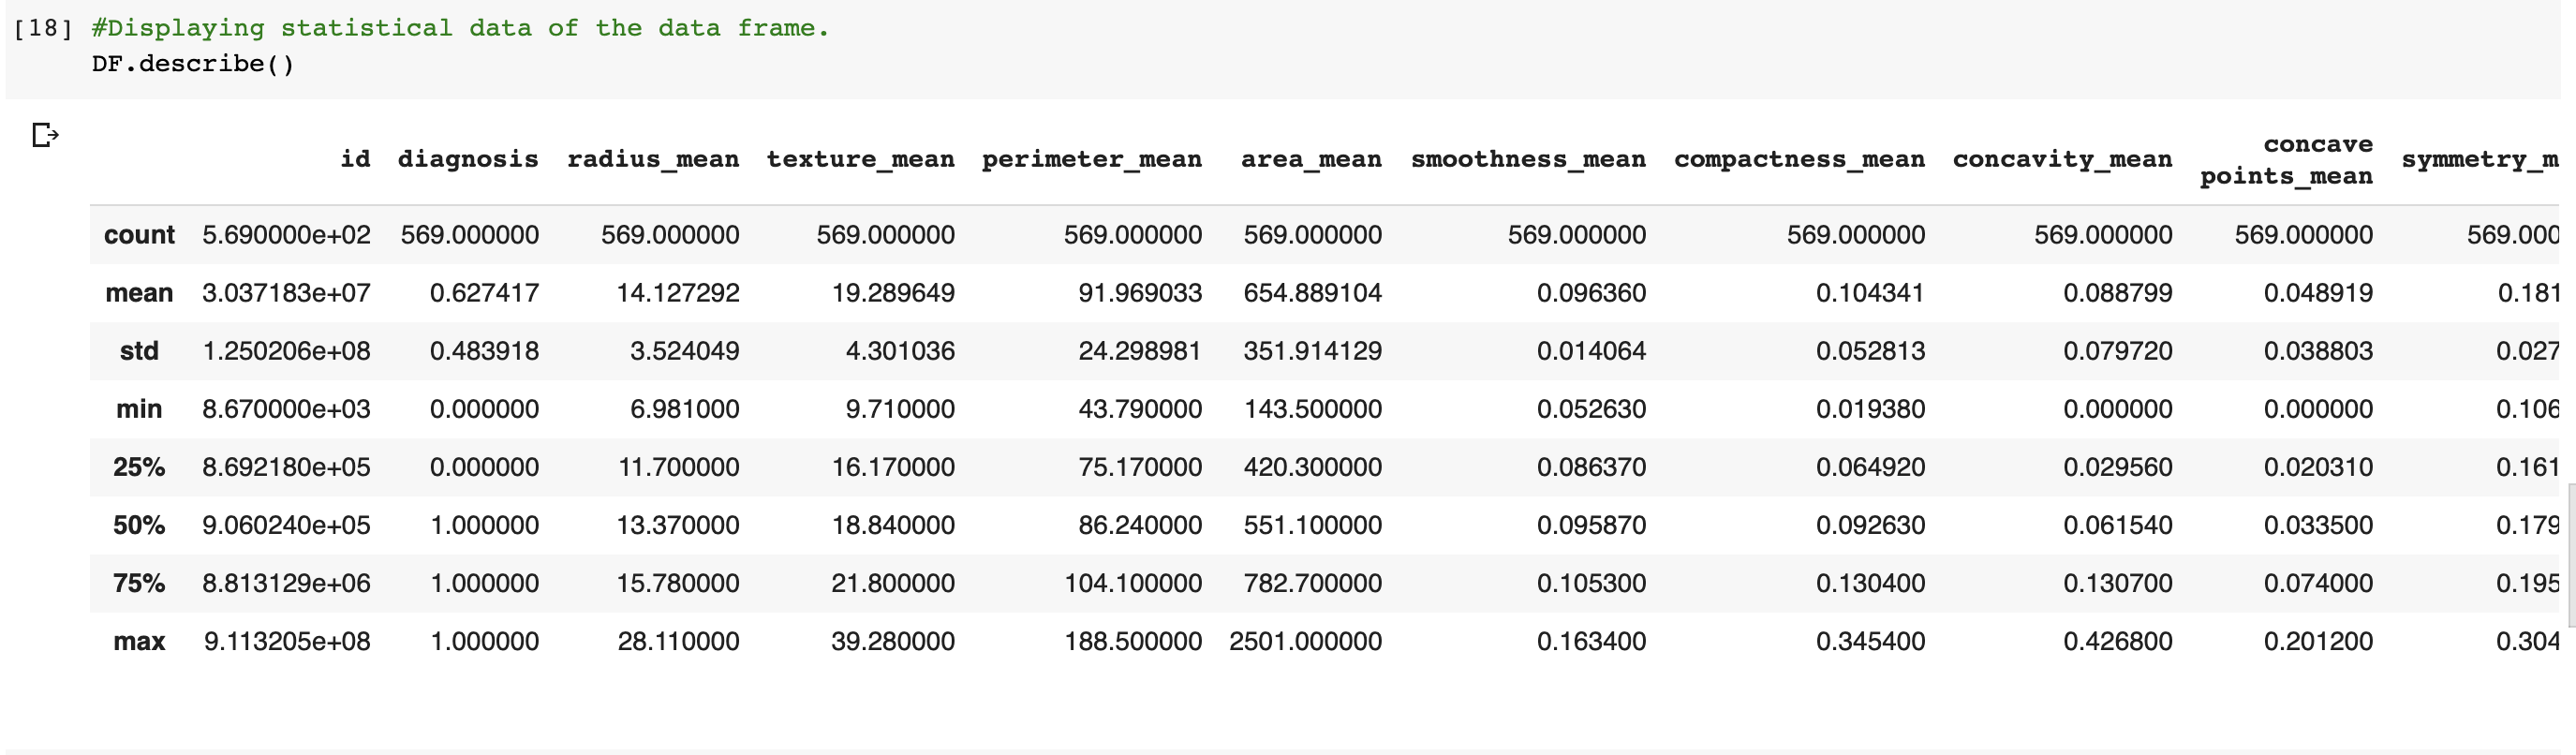 [18] #Displaying statistical data of the data frame.
DF.describe()
id diagnosis radius_mean texture_mean perimeter_mean area_mean smoothness_mean compactness_mean concavity_mean concave points_mean symmetry_m
count 5.690000e+02 569.000000 569.000000 569.000000 569.000000 569.000000 569.000000 569.000000 569.000000 569.000000 569.000
mean 3.037183e+07 0.627417 14.127292 19.289649 91.969033 654.889104 0.096360 0.104341 0.088799 0.048919 0.181
std 1.250206e+08 0.483918 3.524049 4.301036 24.298981 351.914129 0.014064 0.052813 0.079720 0.038803 0.027
min 8.670000e+03 0.000000 6.981000 9.710000 43.790000 143.500000 0.052630 0.019380 0.000000 0.000000 0.106
25% 8.692180e+05 0.000000 11.700000 16.170000 75.170000 420.300000 0.086370 0.064920 0.029560 0.020310 0.161
50% 9.060240e+05 1.000000 13.370000 18.840000 86.240000 551.100000 0.095870 0.092630 0.061540 0.033500 0.179
75% 8.813129e+06 1.000000 15.780000 21.800000 104.100000 782.700000 0.105300 0.130400 0.130700 0.074000 0.195
max 9.113205e+08 1.000000 28.110000 39.280000 188.500000 2501.000000 0.163400 0.345400 0.426800 0.201200 0.304